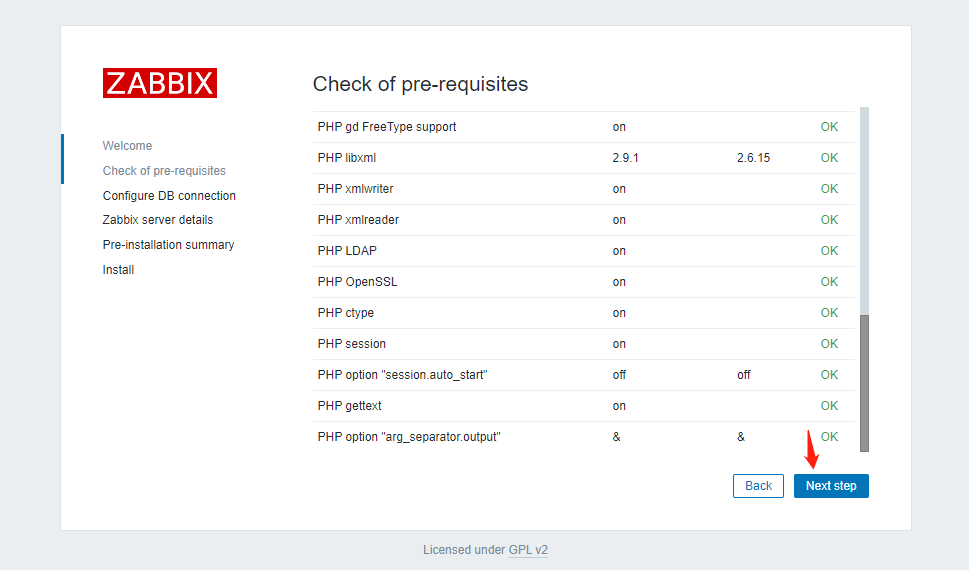 ZABBIX
Welcome
Check of pre-requisites
Configure DB connection
Zabbix server details
Pre-installation summary
Install
Check of pre-requisites
PHP gd FreeType support on OK
PHP libxml 2.9.1 2.6.15 OK
PHP xmlwriter on OK
PHP xmlreader on OK
PHP LDAP on OK
PHP OpenSSL on OK
PHP ctype on OK
PHP session on OK
PHP option "session.auto_start" off off OK
PHP gettext on OK
PHP option "arg_separator.output" & & OK
Back Next step
Licensed under GPL v2